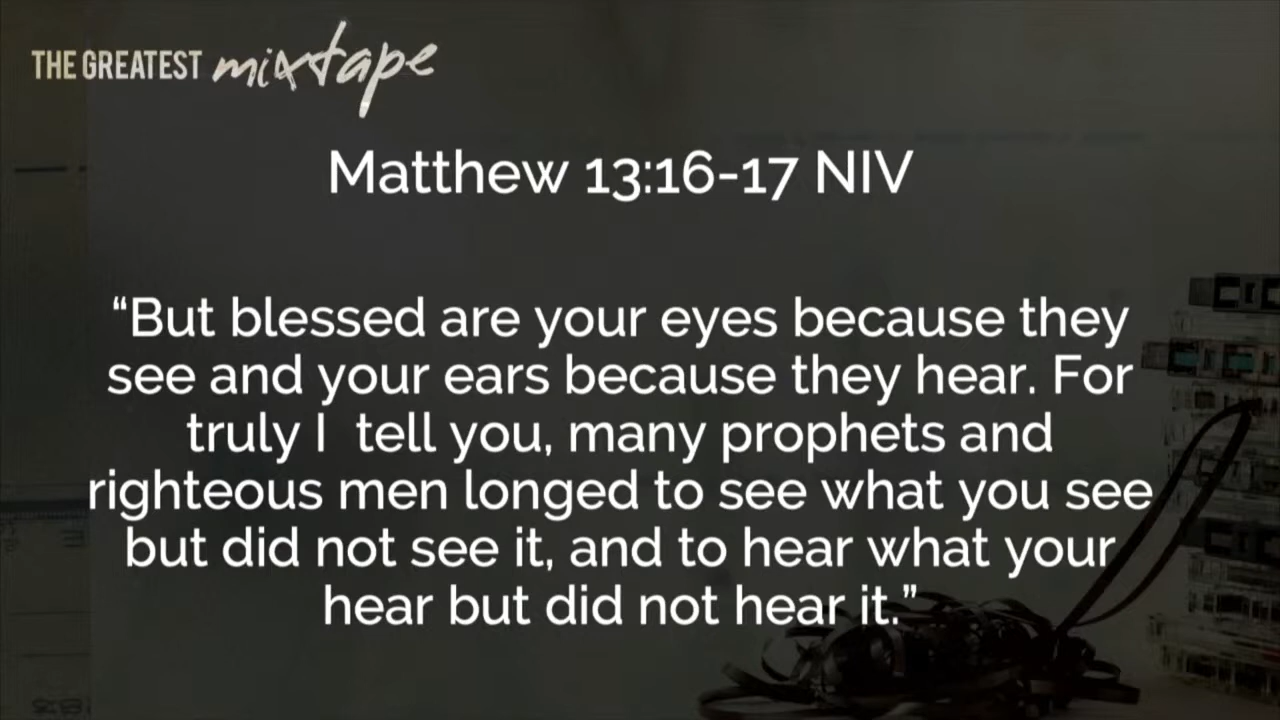 THE GREATEST mixtape
Matthew 13:16-17 NIV
“But blessed are your eyes because they
see and your ears because they hear. For
truly I  tell you, many prophets and
righteous men longed to see what you see
but did not see it, and to hear what your
hear but did not hear it.”